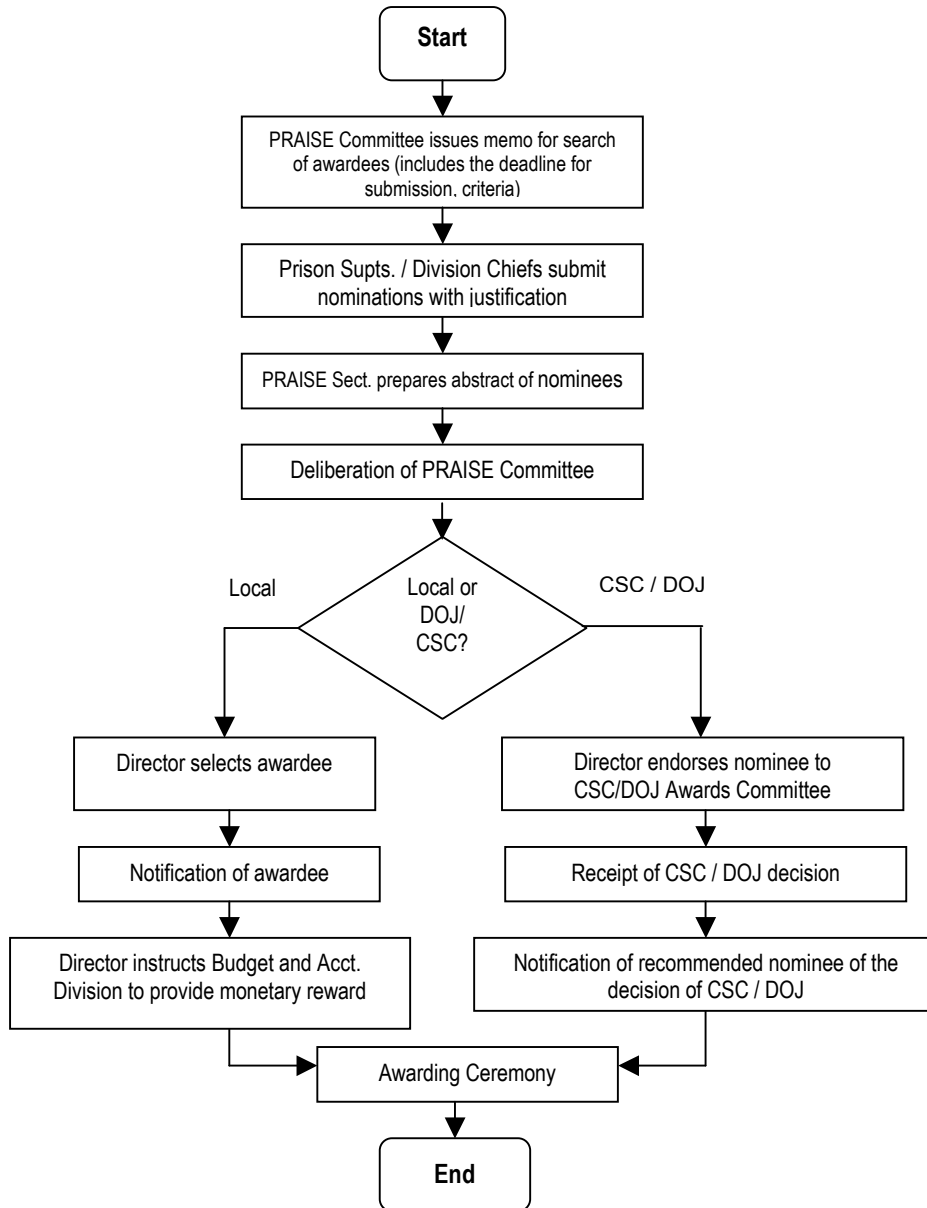 Start
PRAISE Committee issues memo for search
of awardees (includes the deadline for
submission, criteria)
Prison Supts. / Division Chiefs submit
nominations with justification
PRAISE Sect. prepares abstract of nominees
Deliberation of PRAISE Committee
Local
Local or
DOJ/
CSC?
CSC / DOJ
Director selects awardee
Director endorses nominee to
CSC/DOJ Awards Committee
Notification of awardee
Receipt of CSC / DOJ decision
Director instructs Budget and Acct.
Division to provide monetary reward
Notification of recommended nominee of the
decision of CSC / DOJ
Awarding Ceremony
End